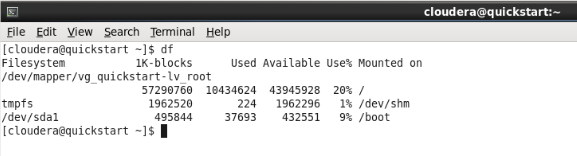 cloudera@quickstart:~
File Edit View Search Terminal Help
[cloudera@quickstart ~]$ df
Filesystem           1K-blocks      Used Available Use% Mounted on
/dev/mapper/vg_quickstart-lv_root
                      57290760  10434624  43945928  20% /
tmpfs                  1962520       224   1962296   1% /dev/shm
/dev/sda1               495844     37693    432551   9% /boot
[cloudera@quickstart ~]$